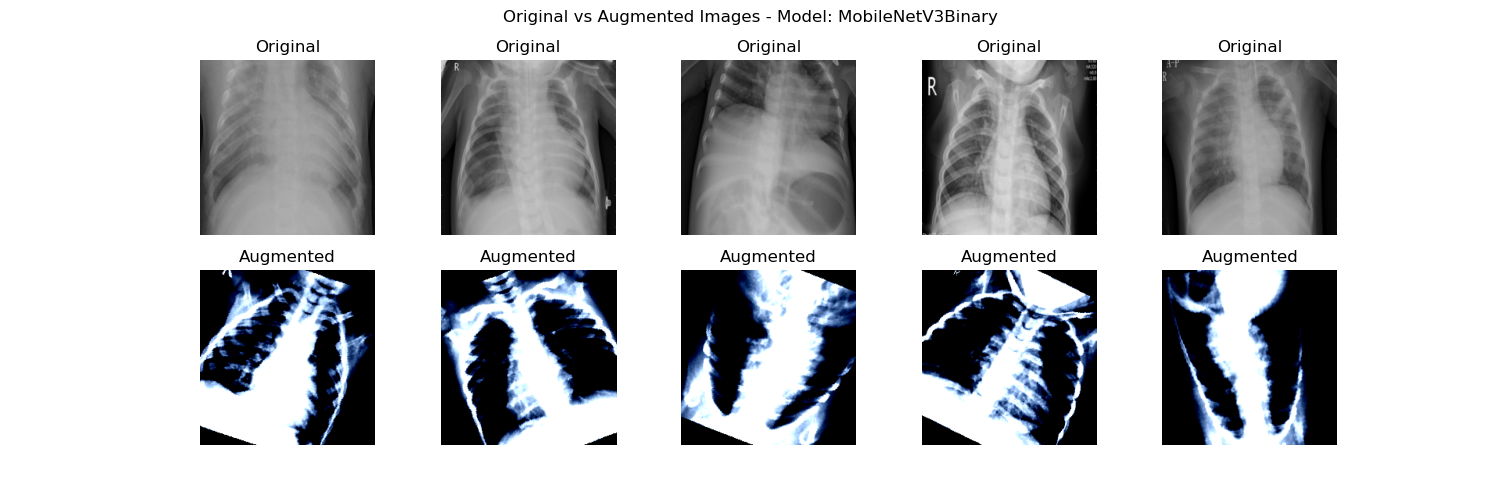 Original vs Augmented Images - Model: MobileNetV3Binary
Original Original Original Original Original
R
R
A-P
R
Augmented Augmented Augmented Augmented Augmented